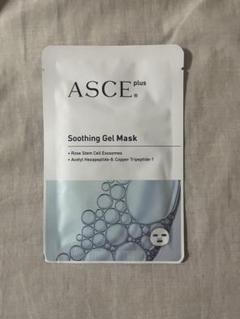 ASCE plus
®
Soothing Gel Mask
• Rose Stem Cell Exosomes
• Acetyl Hexapeptide-8, Copper Tripeptide-1